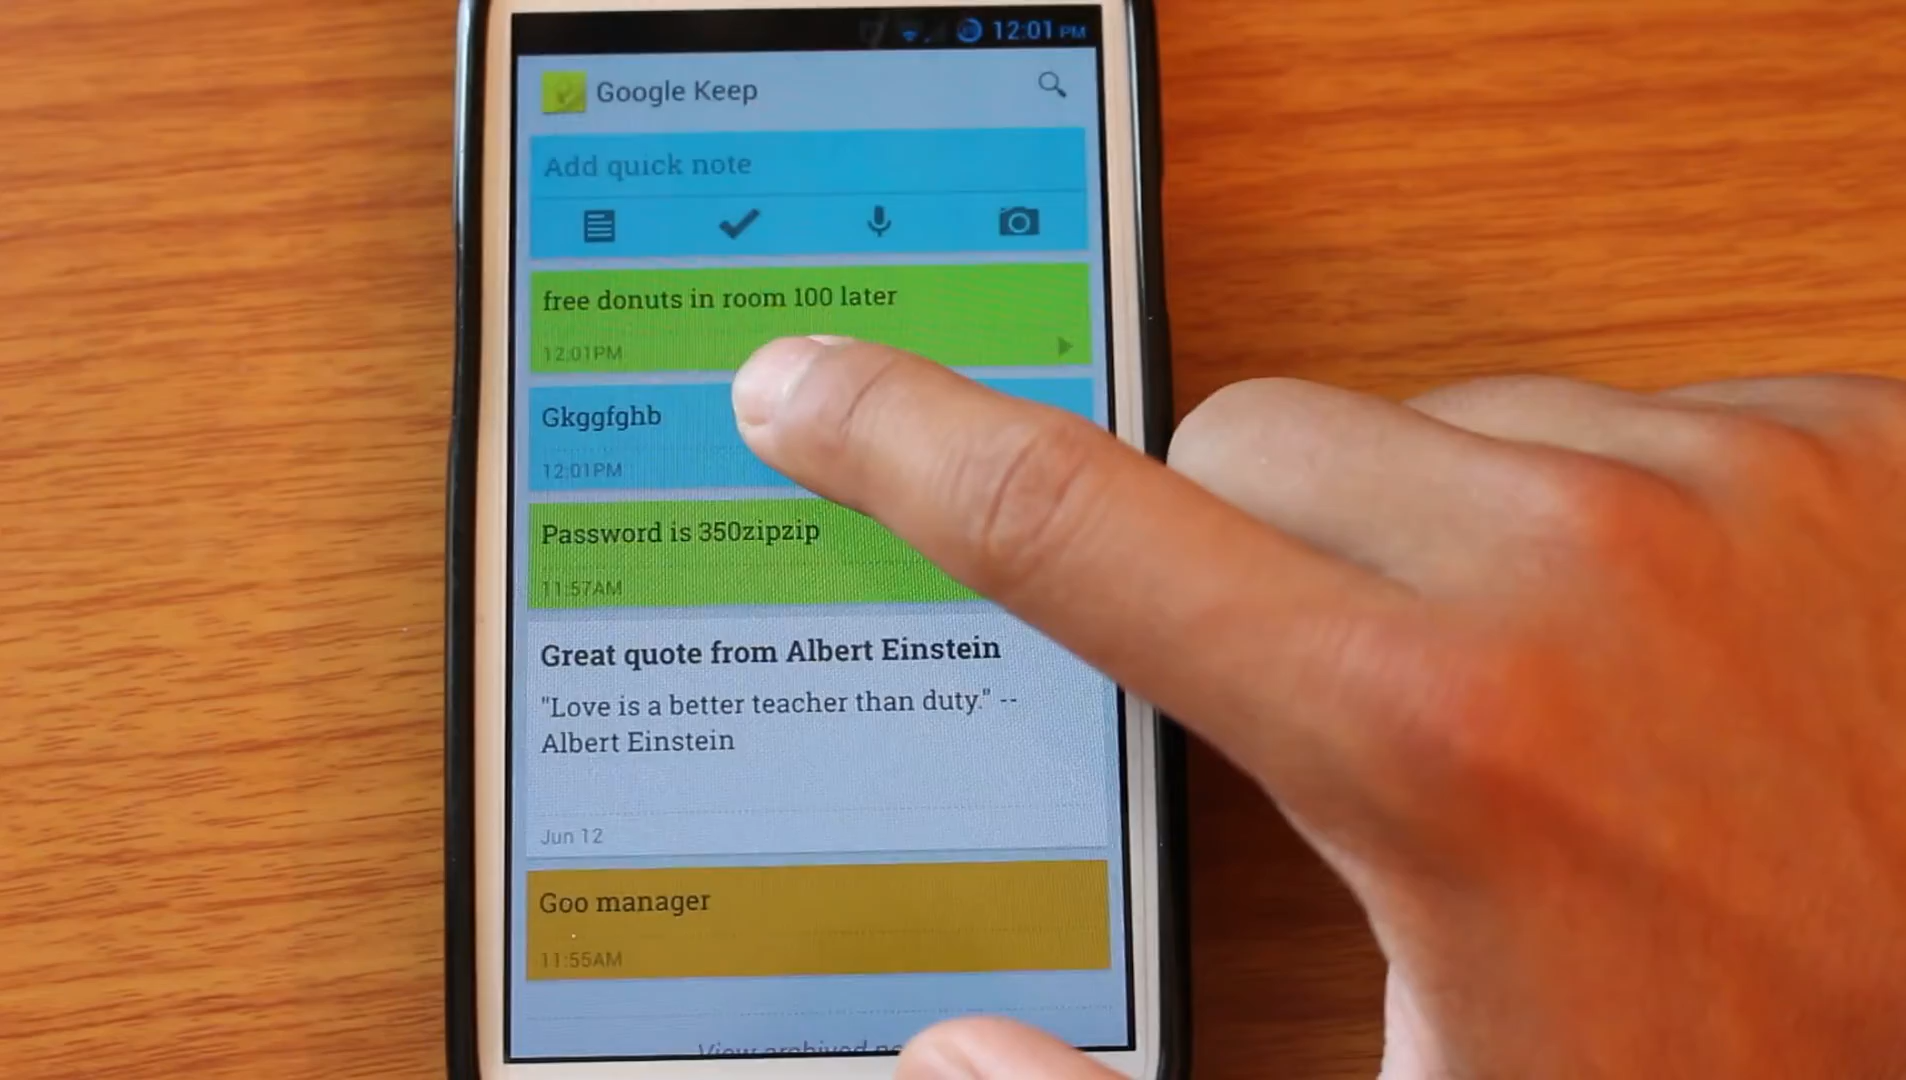 12:01 PM
Google Keep
Add quick note
free donuts in room 100 later
12:01PM
Gkggfghb
12:01PM
Password is 350zipzip
11:57AM
Great quote from Albert Einstein
"Love is a better teacher than duty." --
Albert Einstein
Jun 12
Goo manager
11:55AM
View archived